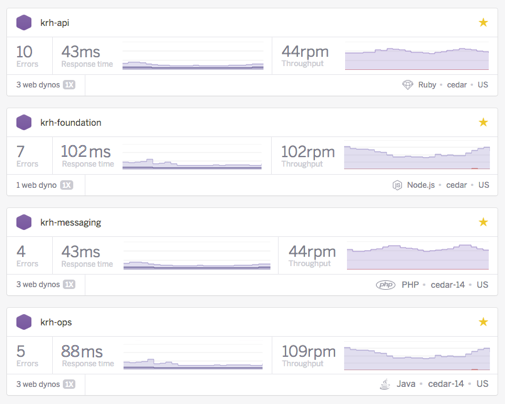 krh-api
10 43ms 44rpm
Errors Response time Throughput
3 web dynos 1X Ruby • cedar • US
krh-foundation
7 102ms 102rpm
Errors Response time Throughput
1 web dyno 1X Node.js • cedar • US
krh-messaging
4 43ms 44rpm
Errors Response time Throughput
3 web dynos 1X php PHP • cedar-14 • US
krh-ops
5 88ms 109rpm
Errors Response time Throughput
3 web dynos 1X Java • cedar-14 • US